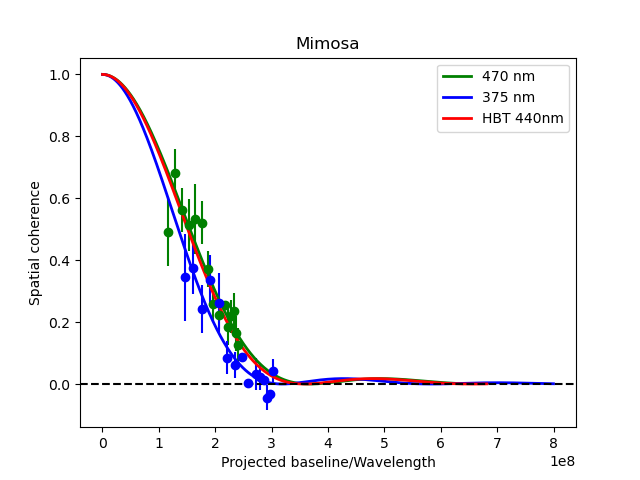 Mimosa
470 nm
375 nm
HBT 440nm
1.0
0.8
0.6
0.4
0.2
0.0
Spatial coherence
0 1 2 3 4 5 6 7 8
1e8
Projected baseline/Wavelength